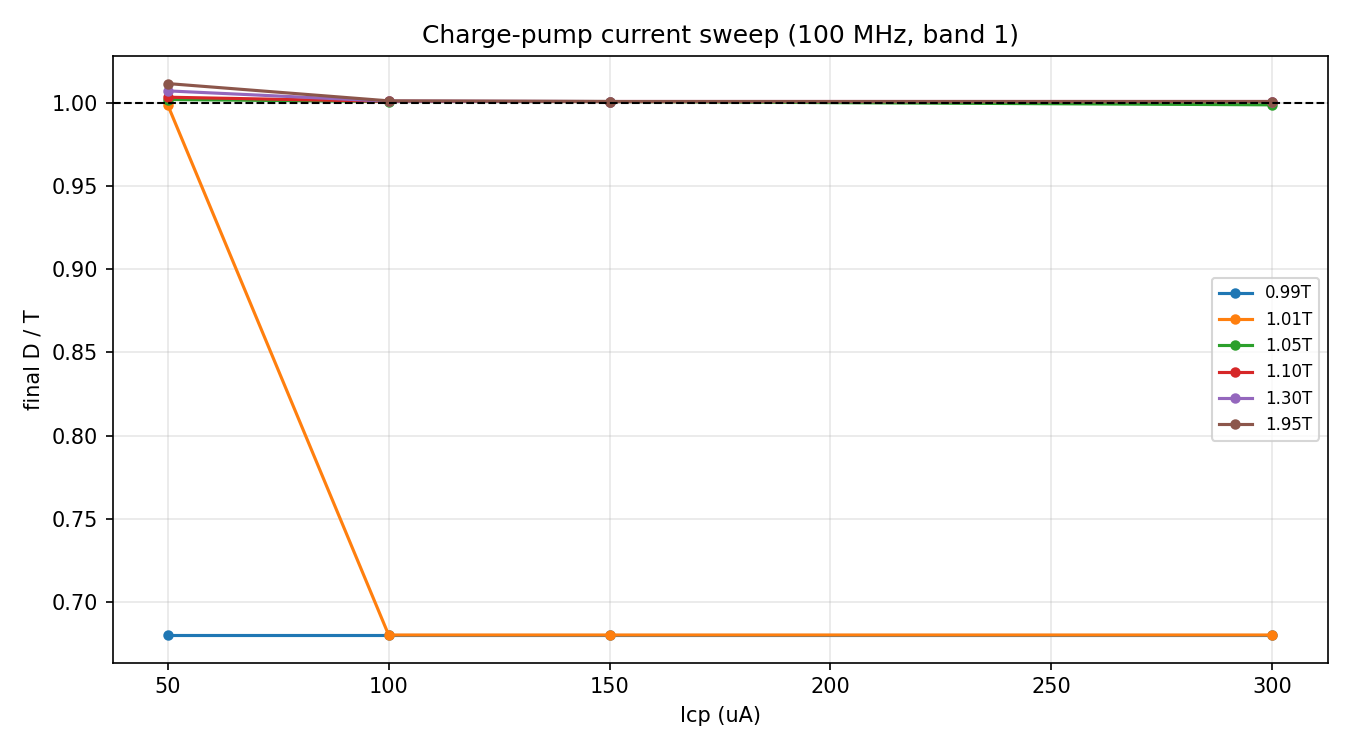 Charge-pump current sweep (100 MHz, band 1)
1.00
0.95
0.90
0.85
0.80
0.75
0.70
final D / T
0.99T
1.01T
1.05T
1.10T
1.30T
1.95T
50 100 150 200 250 300
Icp (uA)